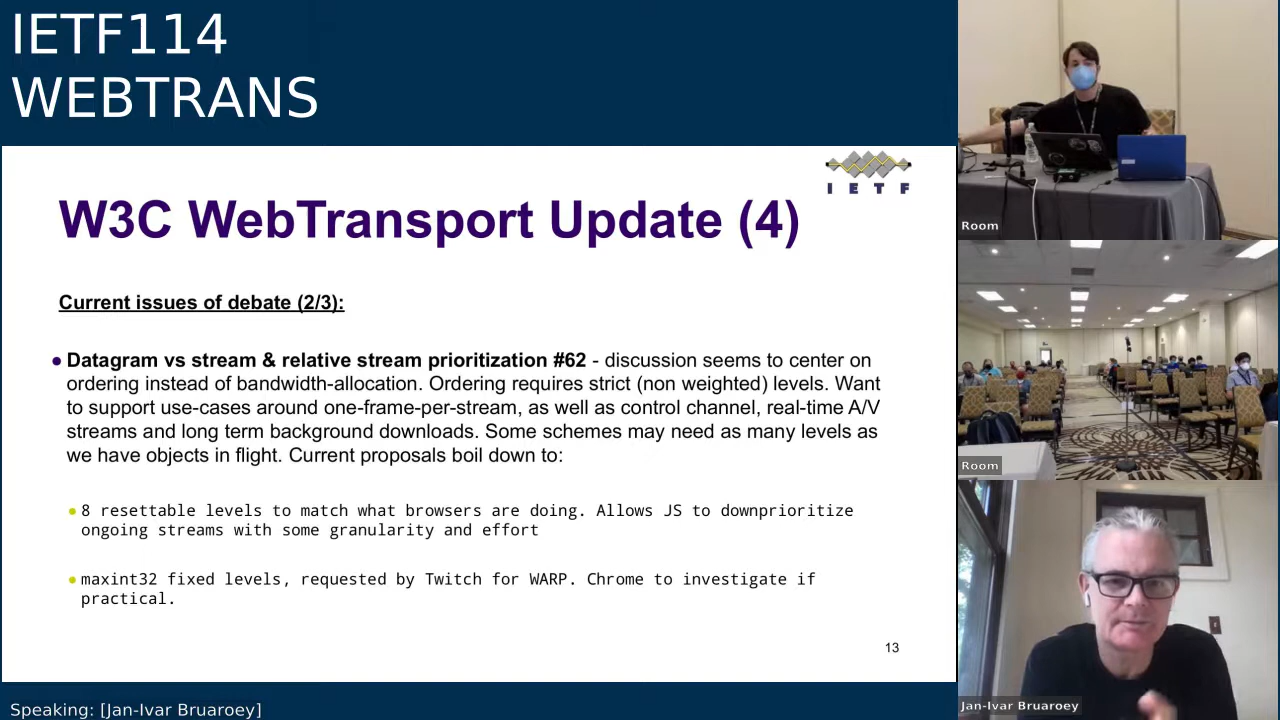 IETF114
WEBTRANS
I E T F
W3C WebTransport Update (4)
Current issues of debate (2/3):
● Datagram vs stream & relative stream prioritization #62 - discussion seems to center on
ordering instead of bandwidth-allocation. Ordering requires strict (non weighted) levels. Want
to support use-cases around one-frame-per-stream, as well as control channel, real-time A/V
streams and long term background downloads. Some schemes may need as many levels as
we have objects in flight. Current proposals boil down to:
● 8 resettable levels to match what browsers are doing. Allows JS to downprioritize
ongoing streams with some granularity and effort
● maxint32 fixed levels, requested by Twitch for WARP. Chrome to investigate if
practical.
13
Speaking: [Jan-Ivar Bruaroey]
Room
Room
Jan-Ivar Bruaroey